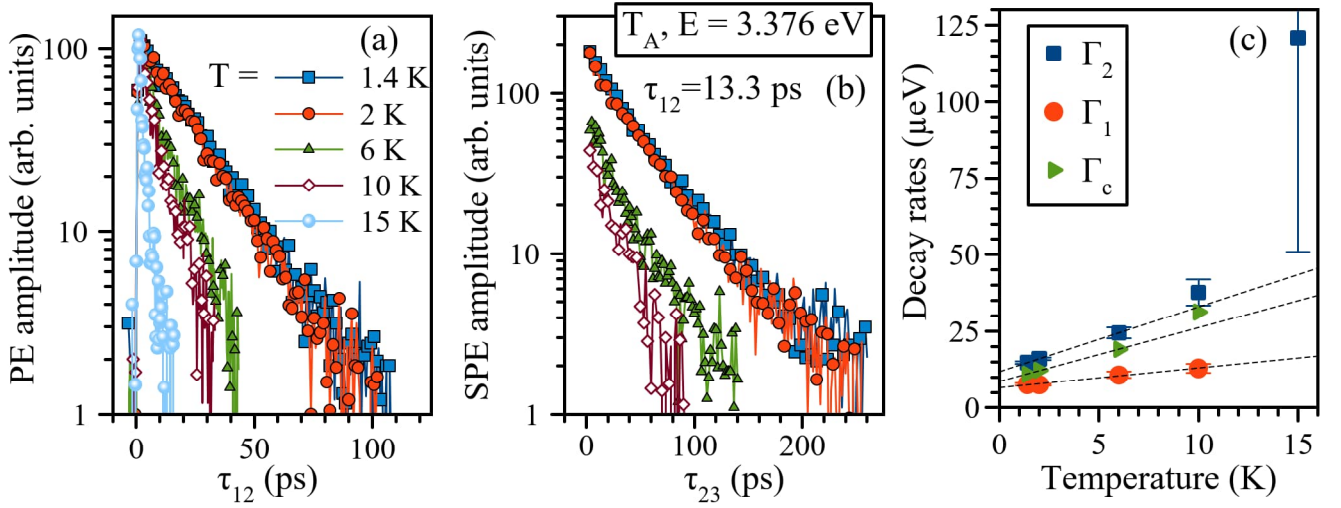 PE amplitude (arb. units)
100
10
1
(a)
T =
1.4 K
2 K
6 K
10 K
15 K
0
50
100
τ₁₂ (ps)
SPE amplitude (arb. units)
100
10
1
T_A, E = 3.376 eV
τ₁₂=13.3 ps
(b)
0
100
200
τ₂₃ (ps)
Decay rates (μeV)
125
100
75
50
25
0
(c)
Γ₂
Γ₁
Γ_c
0
5
10
15
Temperature (K)